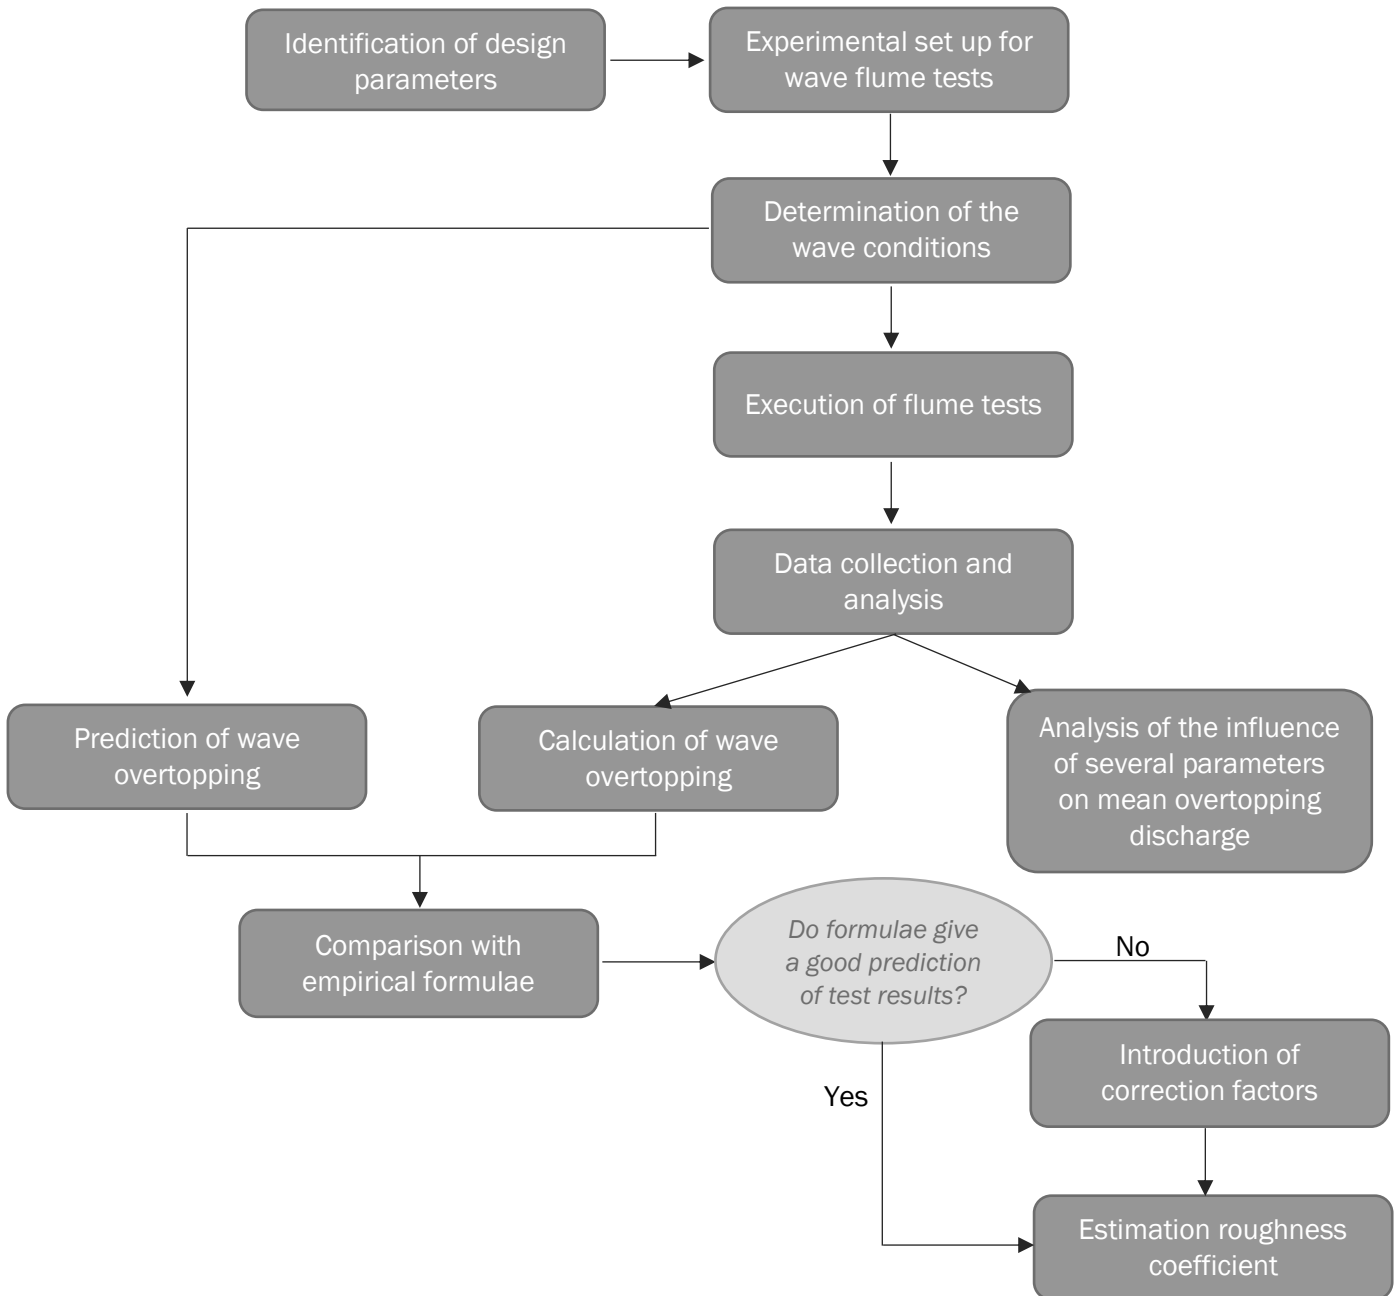 Identification of design
parameters
Experimental set up for
wave flume tests
Determination of the
wave conditions
Execution of flume tests
Data collection and
analysis
Prediction of wave
overtopping
Calculation of wave
overtopping
Analysis of the influence
of several parameters
on mean overtopping
discharge
Comparison with
empirical formulae
Do formulae give
a good prediction
of test results?
No
Yes
Introduction of
correction factors
Estimation roughness
coefficient